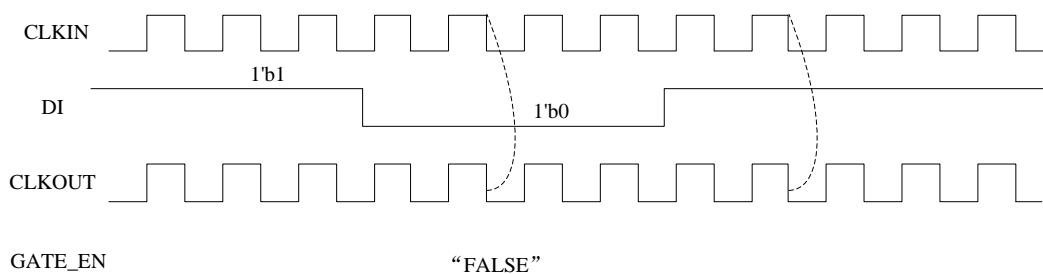 CLKIN
1'b1
DI
1'b0
CLKOUT
GATE_EN “FALSE”